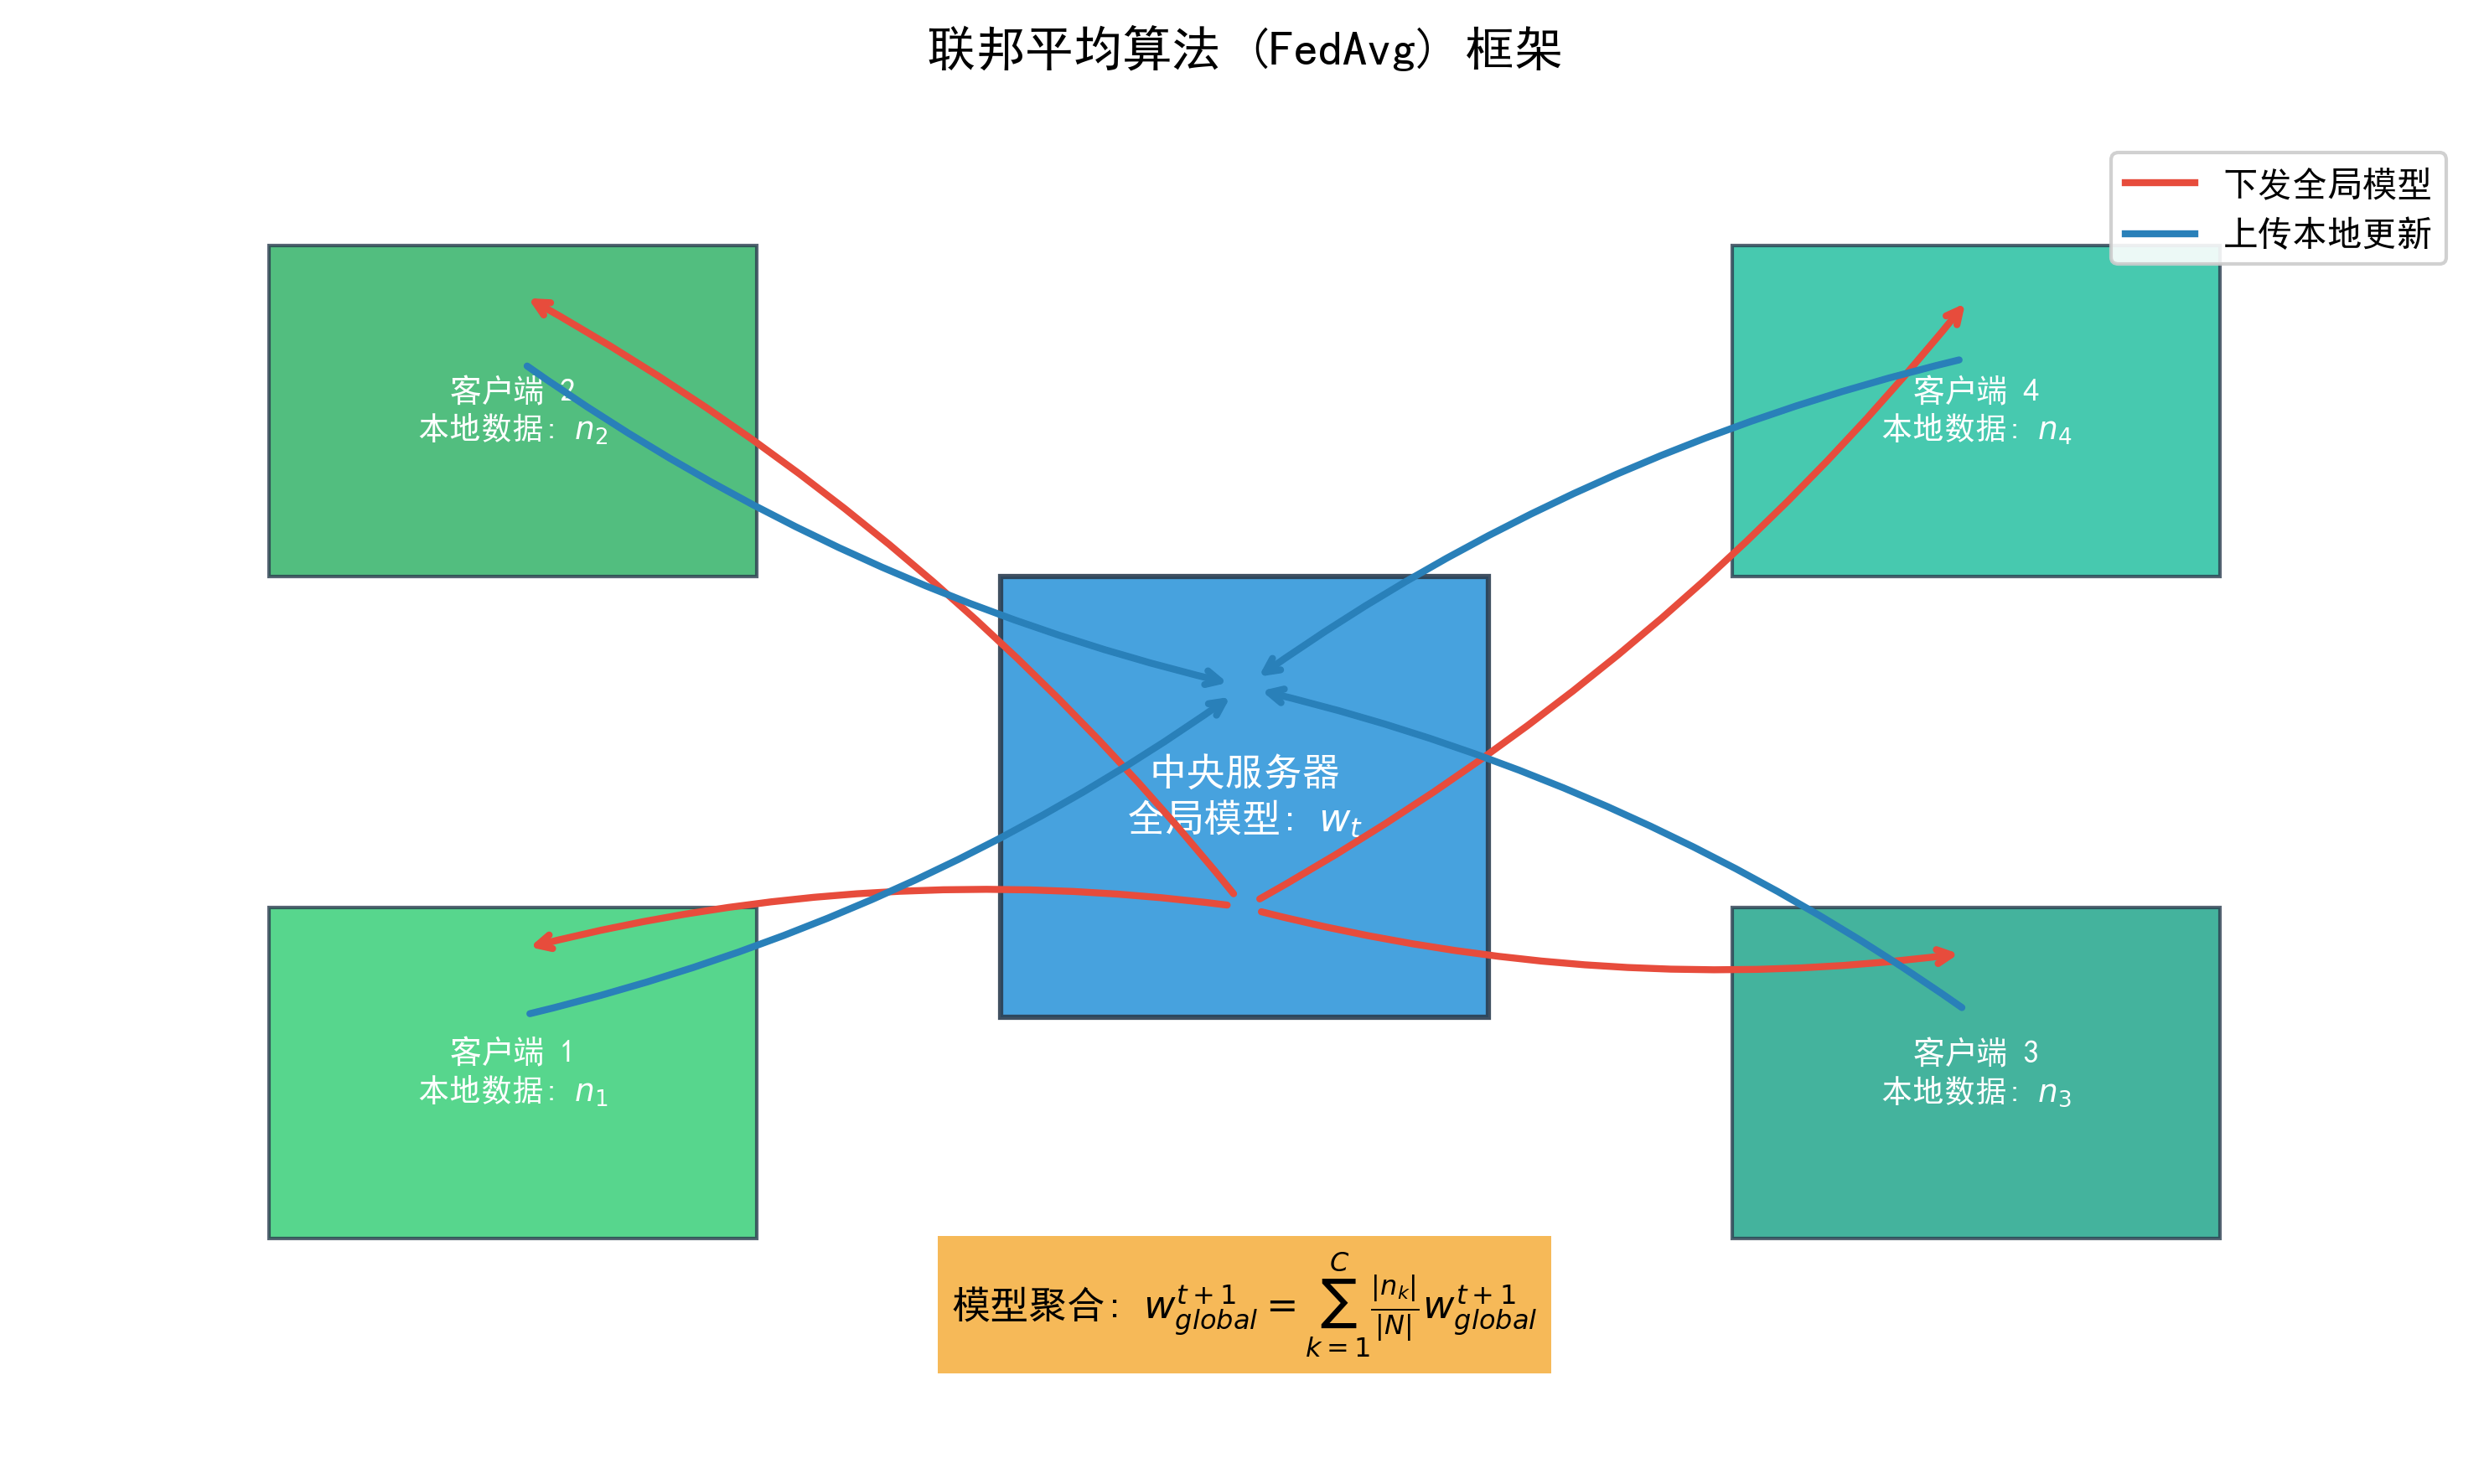 联邦平均算法（FedAvg）框架
下发全局模型
上传本地更新
客户端 2
本地数据：n₂
客户端 4
本地数据：n₄
中央服务器
全局模型：w_t
客户端 1
本地数据：n₁
客户端 3
本地数据：n₃
模型聚合：w_{global}^{t+1} = \sum_{k=1}^{C} \frac{|n_k|}{|N|} w_{global}^{t+1}